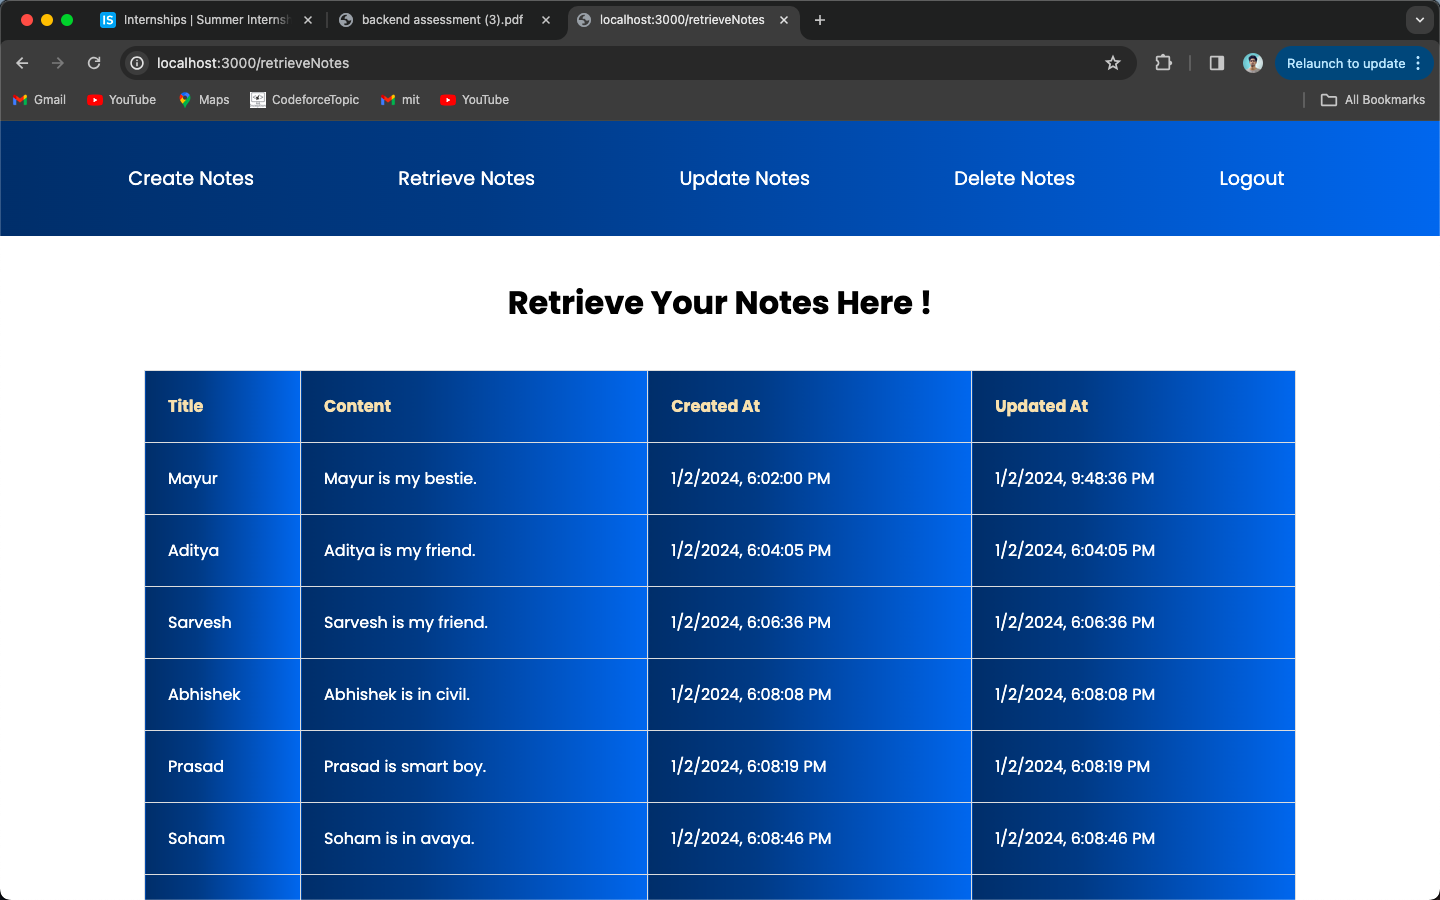 Internships | Summer Interns
backend assessment (3).pdf
localhost:3000/retrieveNotes
localhost:3000/retrieveNotes
Relaunch to update
Gmail
YouTube
Maps
CodeforceTopic
mit
YouTube
All Bookmarks
Create Notes
Retrieve Notes
Update Notes
Delete Notes
Logout
Retrieve Your Notes Here !
Title Content Created At Updated At
Mayur Mayur is my bestie. 1/2/2024, 6:02:00 PM 1/2/2024, 9:48:36 PM
Aditya Aditya is my friend. 1/2/2024, 6:04:05 PM 1/2/2024, 6:04:05 PM
Sarvesh Sarvesh is my friend. 1/2/2024, 6:06:36 PM 1/2/2024, 6:06:36 PM
Abhishek Abhishek is in civil. 1/2/2024, 6:08:08 PM 1/2/2024, 6:08:08 PM
Prasad Prasad is smart boy. 1/2/2024, 6:08:19 PM 1/2/2024, 6:08:19 PM
Soham Soham is in avaya. 1/2/2024, 6:08:46 PM 1/2/2024, 6:08:46 PM